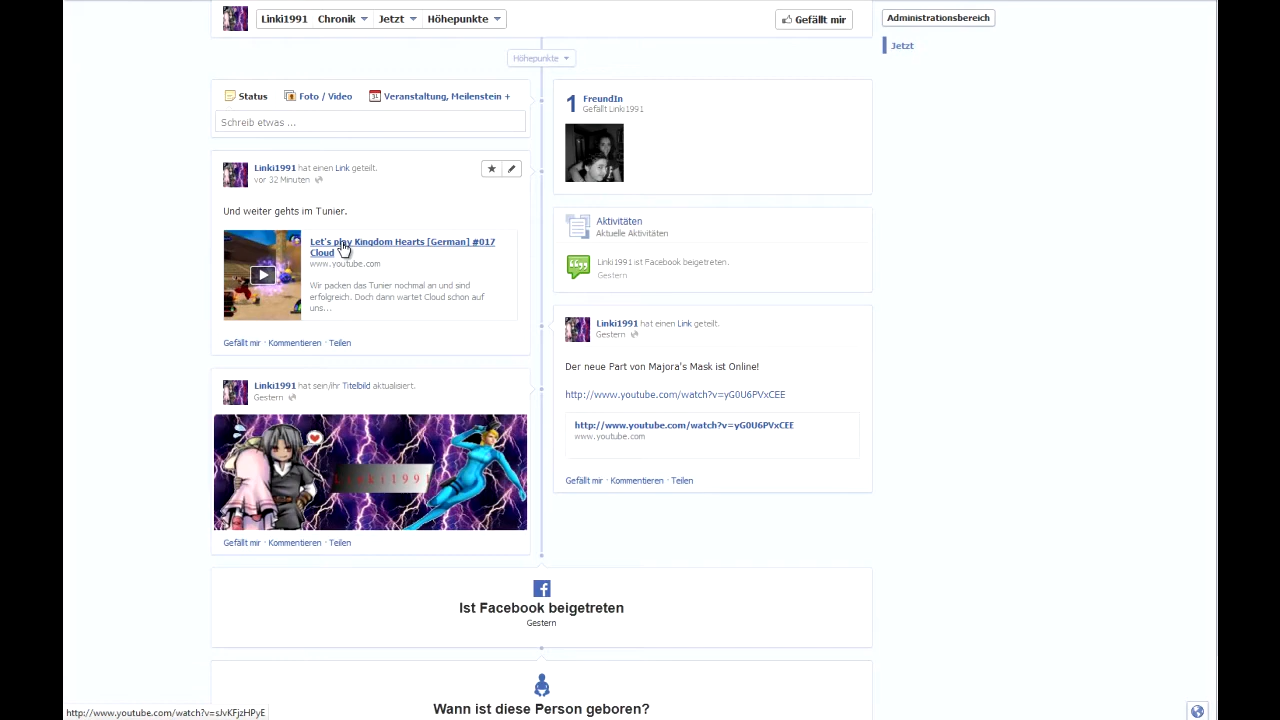 Linki1991 Chronik Jetzt Höhepunkte Gefällt mir
Administrationsbereich
Jetzt
Höhepunkte
Status Foto / Video 31 Veranstaltung, Meilenstein +
Schreib etwas ...
Linki1991 hat einen Link geteilt.
vor 32 Minuten
Und weiter gehts im Tunier.
Let's play Kingdom Hearts [German] #017
Cloud
www.youtube.com
Wir packen das Tunier nochmal an und sind
erfolgreich. Doch dann wartet Cloud schon auf
uns...
Gefällt mir · Kommentieren · Teilen
Linki1991 hat sein/ihr Titelbild aktualisiert.
Gestern
Linki1991
Gefällt mir · Kommentieren · Teilen
1 FreundIn
Gefällt Linki1991
Aktivitäten
Aktuelle Aktivitäten
Linki1991 ist Facebook beigetreten.
Gestern
Linki1991 hat einen Link geteilt.
Gestern
Der neue Part von Majora's Mask ist Online!
http://www.youtube.com/watch?v=yG0U6PVxCEE
http://www.youtube.com/watch?v=yG0U6PVxCEE
www.youtube.com
Gefällt mir · Kommentieren · Teilen
Ist Facebook beigetreten
Gestern
Wann ist diese Person geboren?
http://www.youtube.com/watch?v=sJvKFjzHPyE